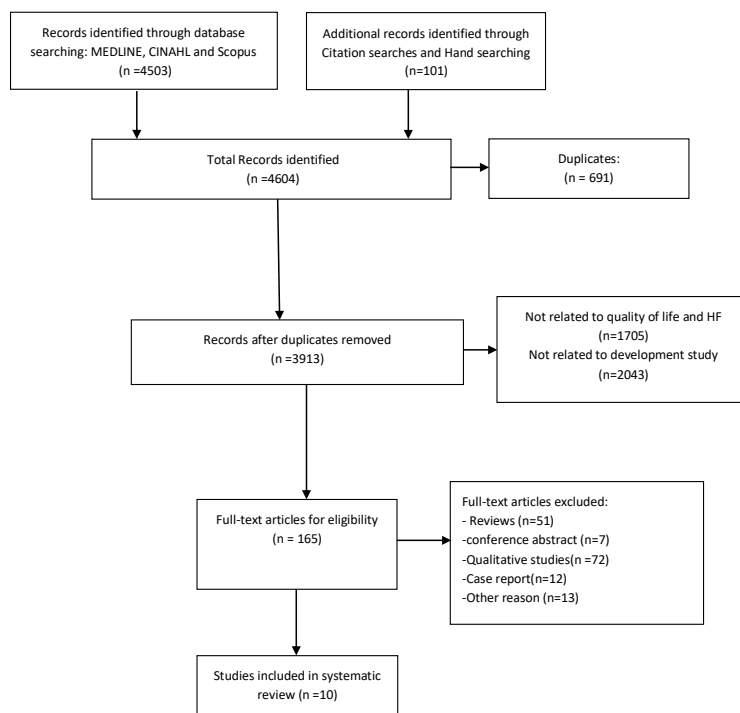 Records identified through database
searching: MEDLINE, CINAHL and Scopus
(n =4503)
Additional records identified through
Citation searches and Hand searching
(n=101)
Total Records identified
(n =4604)
Duplicates:
(n = 691)
Records after duplicates removed
(n =3913)
Not related to quality of life and HF
(n=1705)
Not related to development study
(n=2043)
Full-text articles for eligibility
(n = 165)
Full-text articles excluded:
- Reviews (n=51)
-conference abstract (n=7)
-Qualitative studies(n =72)
-Case report(n=12)
-Other reason (n=13)
Studies included in systematic
review (n =10)